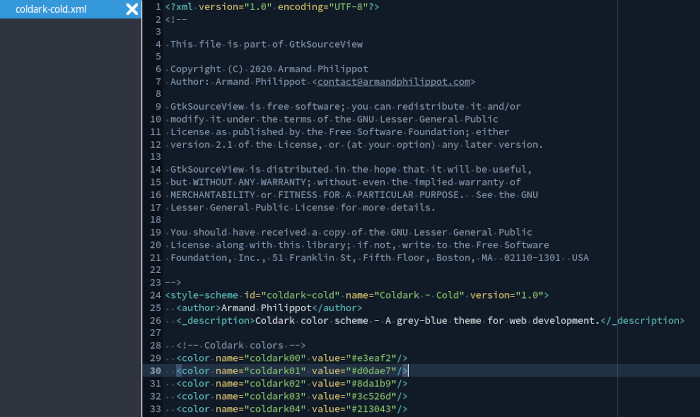 coldark-cold.xml
1 <?xml version="1.0" encoding="UTF-8"?>
2 <!--
3
4 This file is part of GtkSourceView
5
6 Copyright (C) 2020 Armand Philippot
7 Author: Armand Philippot <contact@armandphilippot.com>
8
9 GtkSourceView is free software; you can redistribute it and/or
10 modify it under the terms of the GNU Lesser General Public
11 License as published by the Free Software Foundation; either
12 version 2.1 of the License, or (at your option) any later version.
13
14 GtkSourceView is distributed in the hope that it will be useful,
15 but WITHOUT ANY WARRANTY; without even the implied warranty of
16 MERCHANTABILITY or FITNESS FOR A PARTICULAR PURPOSE.  See the GNU
17 Lesser General Public License for more details.
18
19 You should have received a copy of the GNU Lesser General Public
20 License along with this library; if not, write to the Free Software
21 Foundation, Inc., 51 Franklin St, Fifth Floor, Boston, MA  02110-1301  USA
22
23 -->
24 <style-scheme id="coldark-cold" name="Coldark - Cold" version="1.0">
25 <author>Armand Philippot</author>
26 <_description>Coldark color scheme - A grey-blue theme for web development.</_description>
27
28 <!-- Coldark colors -->
29 <color name="coldark00" value="#e3eaf2"/>
30 <color name="coldark01" value="#d0dae7"/>
31 <color name="coldark02" value="#8da1b9"/>
32 <color name="coldark03" value="#3c526d"/>
33 <color name="coldark04" value="#213043"/>